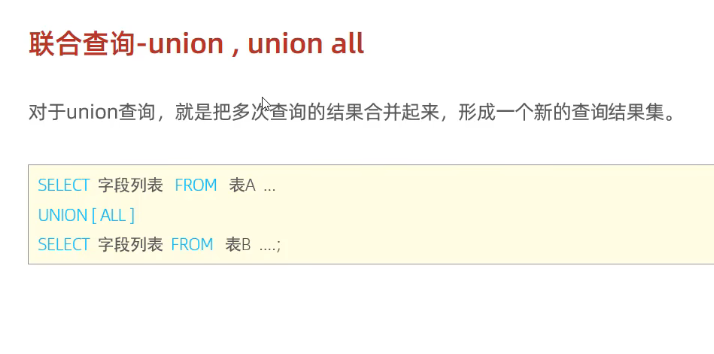 联合查询-union , union all
对于union查询，就是把多次查询的结果合并起来，形成一个新的查询结果集。
SELECT 字段列表 FROM 表A ...
UNION [ ALL ]
SELECT 字段列表 FROM 表B ....;